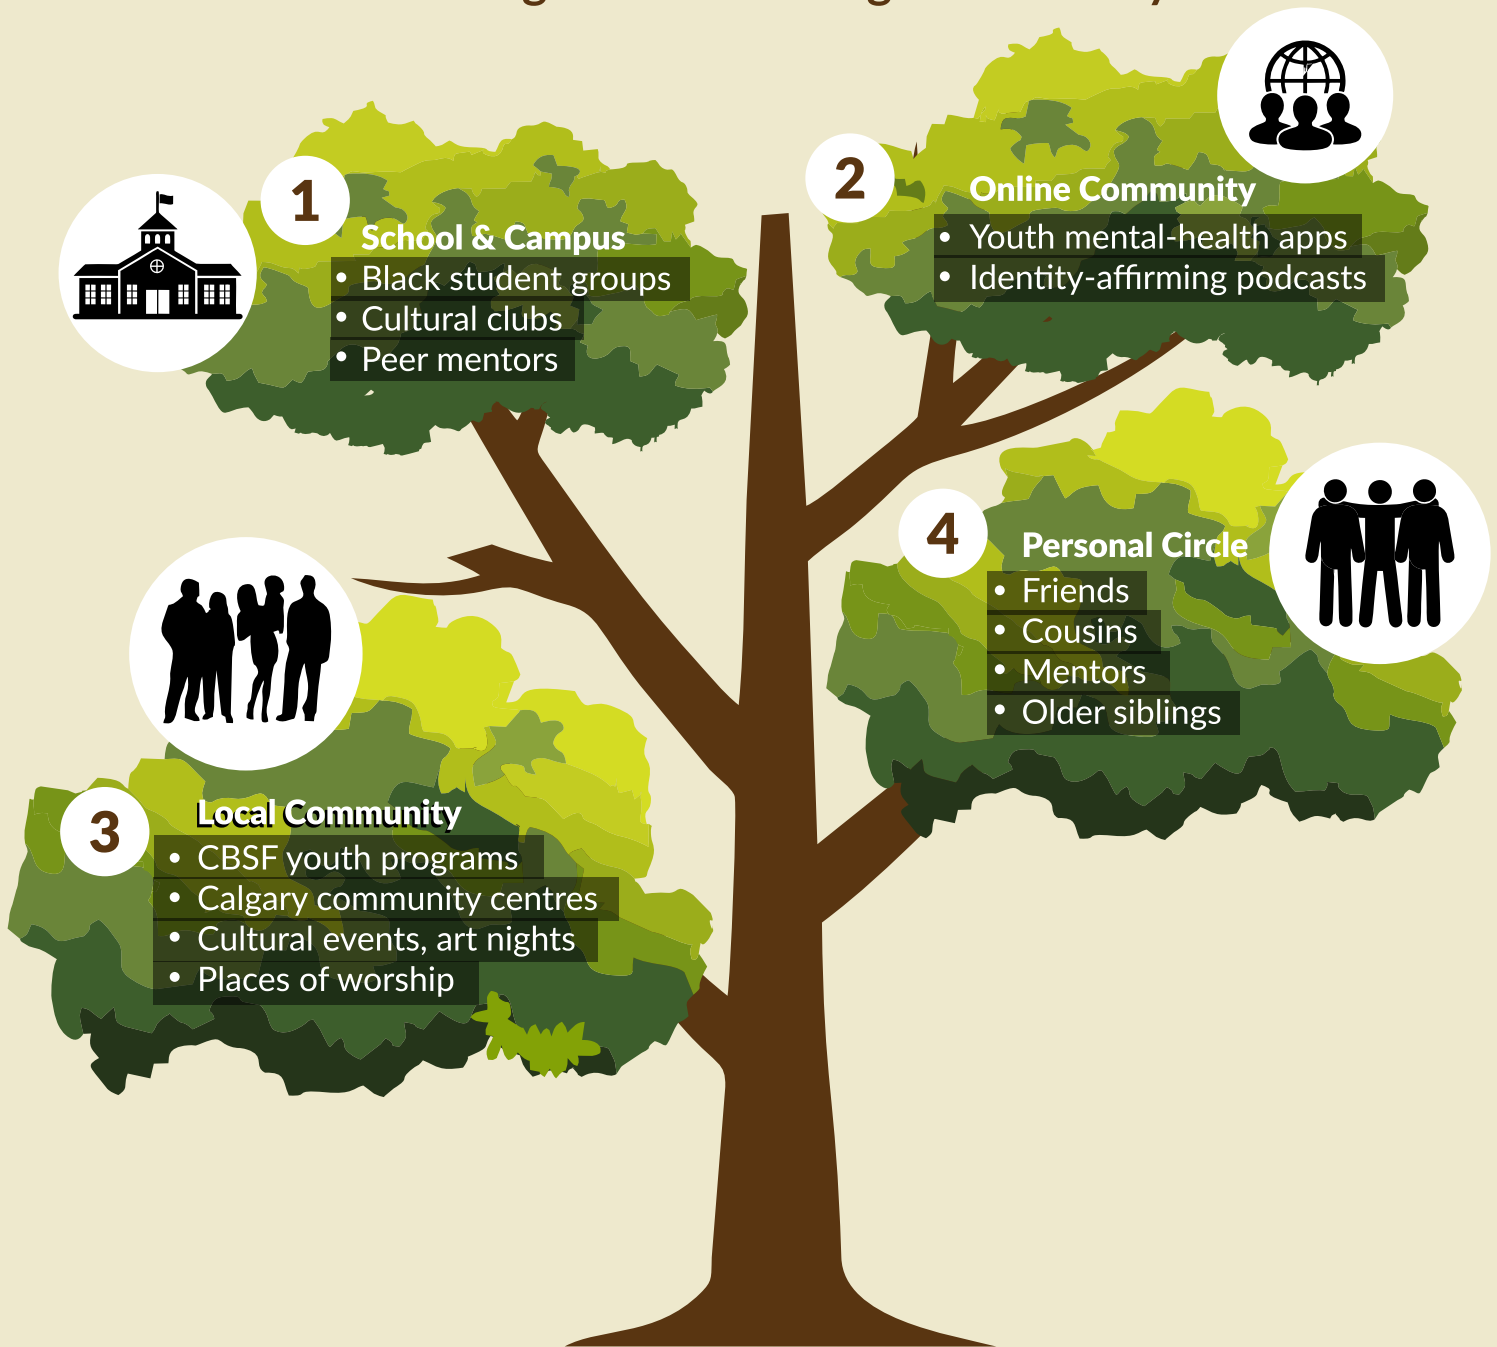 1
School & Campus
• Black student groups
• Cultural clubs
• Peer mentors
2
Online Community
• Youth mental-health apps
• Identity-affirming podcasts
3
Local Community
• CBSF youth programs
• Calgary community centres
• Cultural events, art nights
• Places of worship
4
Personal Circle
• Friends
• Cousins
• Mentors
• Older siblings